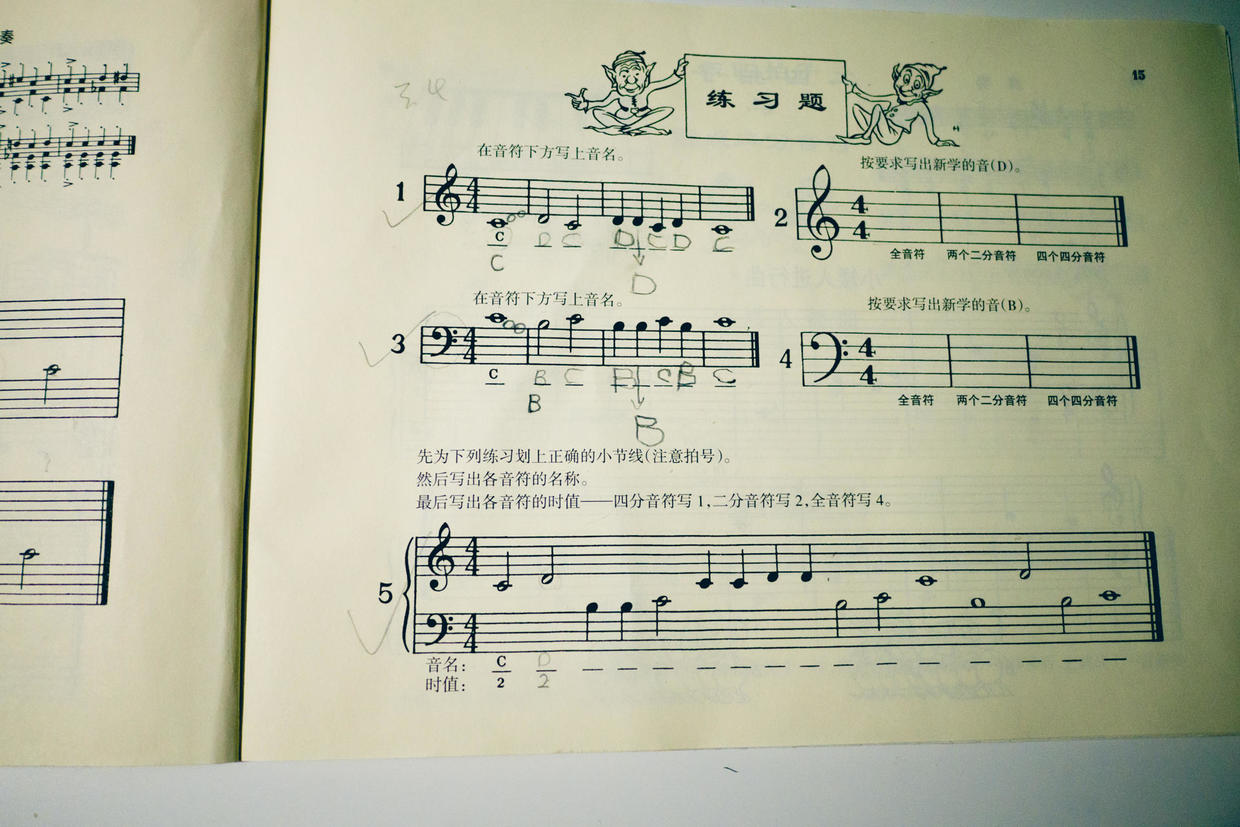 奏
15
练习题
在音符下方写上音名。
按要求写出新学的音(D)。
1
4
4
C
D C D C D C
C
D
2
4
4
全音符 两个二分音符 四个四分音符
在音符下方写上音名。
按要求写出新学的音(B)。
3
4
4
C
B C B C B C
B
B
4
4
4
全音符 两个二分音符 四个四分音符
先为下列练习划上正确的小节线(注意拍号)。
然后写出各音符的名称。
最后写出各音符的时值——四分音符写1,二分音符写2,全音符写4。
5
4
4
4
4
音名: C D
时值: 2 2